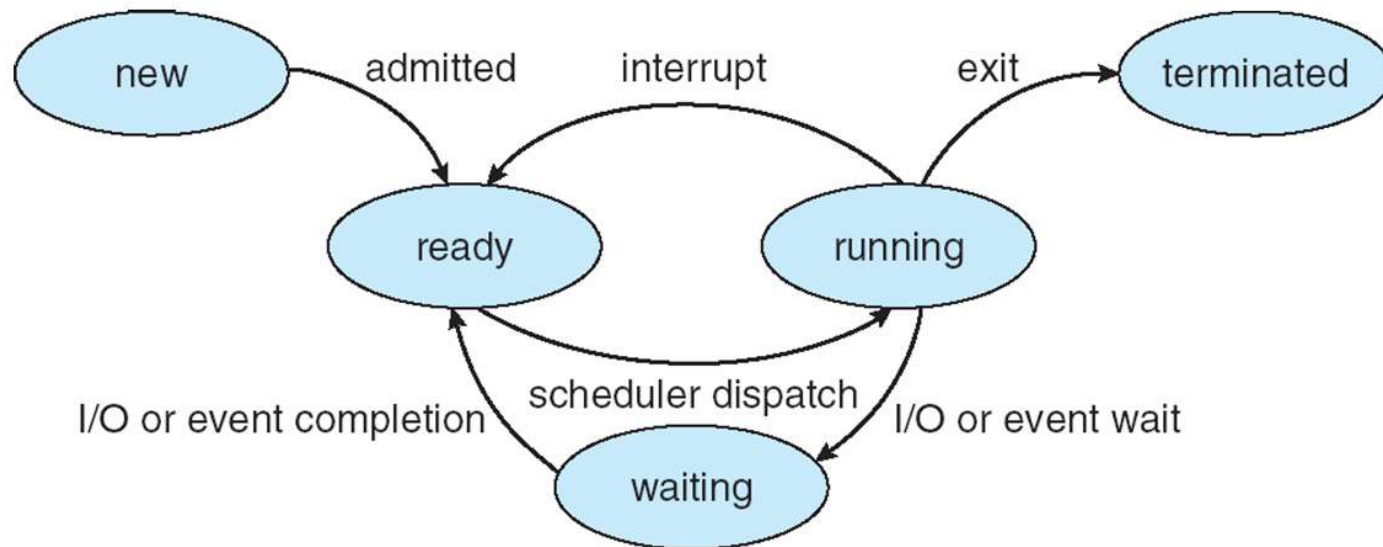 new
admitted
interrupt
exit
terminated
ready
running
I/O or event completion
scheduler dispatch
I/O or event wait
waiting